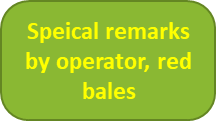 Speical remarks
by operator, red
bales